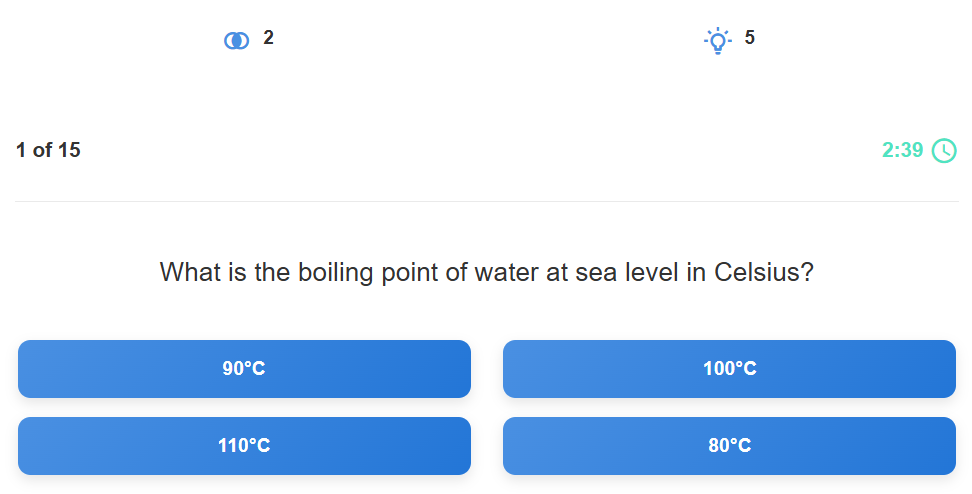 2
5
1 of 15
2:39
What is the boiling point of water at sea level in Celsius?
90°C
100°C
110°C
80°C